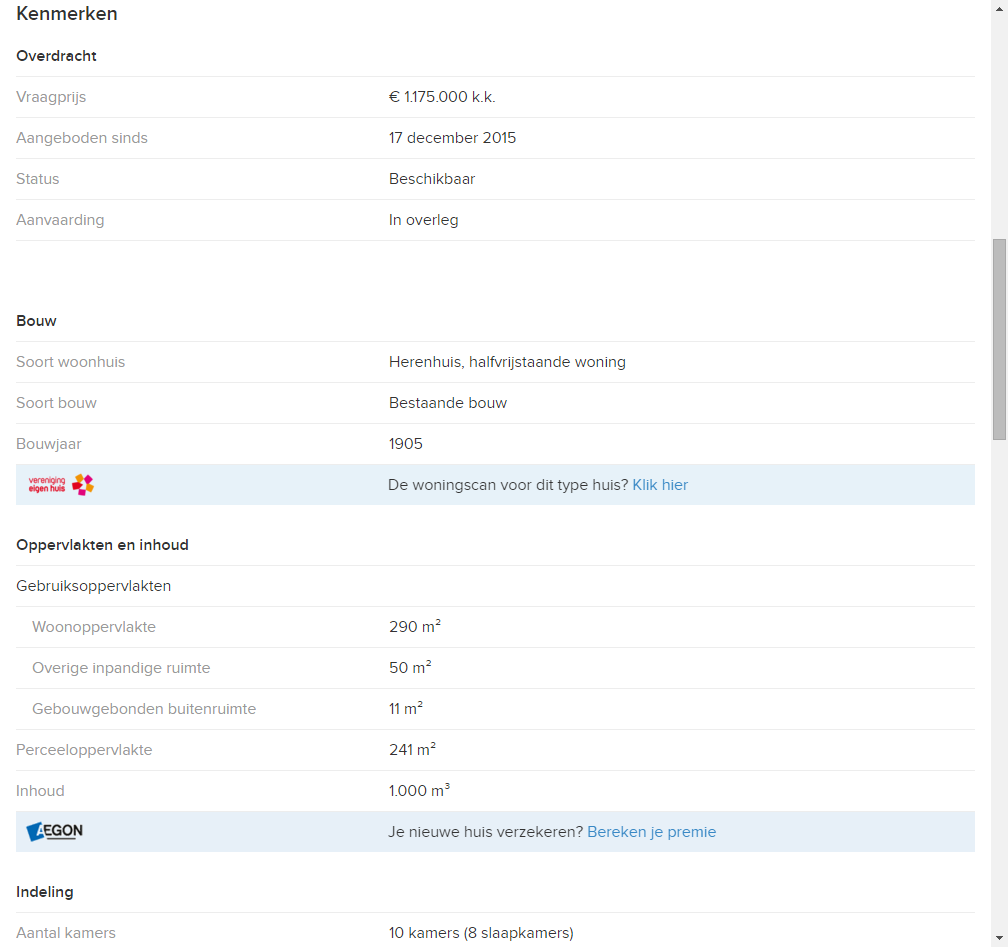 Kenmerken
Overdracht
Vraagprijs € 1.175.000 k.k.
Aangeboden sinds 17 december 2015
Status Beschikbaar
Aanvaarding In overleg
Bouw
Soort woonhuis Herenhuis, halfvrijstaande woning
Soort bouw Bestaande bouw
Bouwjaar 1905
vereniging
eigen huis De woningscan voor dit type huis? Klik hier
Oppervlakten en inhoud
Gebruiksoppervlakten
Woonoppervlakte 290 m²
Overige inpandige ruimte 50 m²
Gebouwgebonden buitenruimte 11 m²
Perceeloppervlakte 241 m²
Inhoud 1.000 m³
AEGON Je nieuwe huis verzekeren? Bereken je premie
Indeling
Aantal kamers 10 kamers (8 slaapkamers)